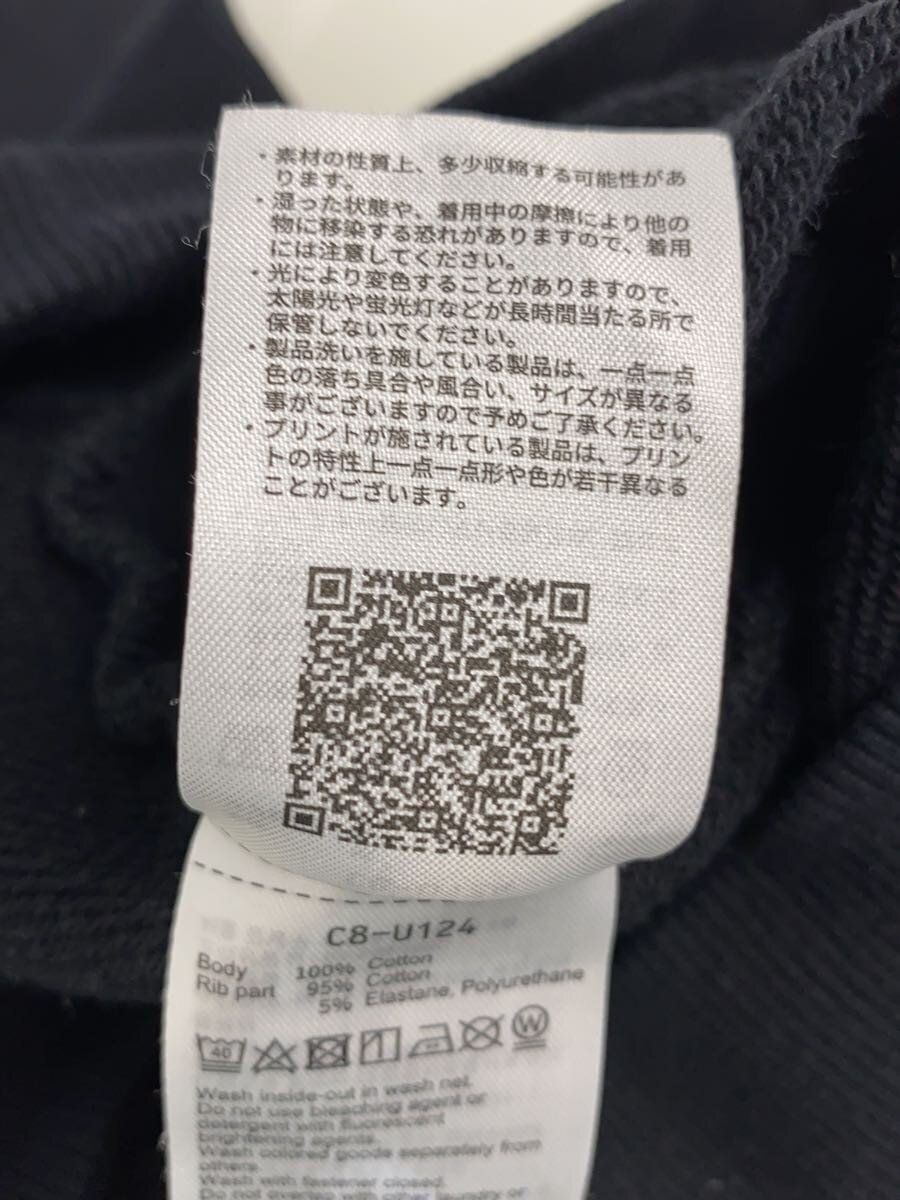 ・素材の性質上、多少収縮する可能性があ
ります。
・湿った状態や、着用中の摩擦により他の
物に移染する恐れがありますので、着用
には注意してください。
・光により変色することがありますので、
太陽光や蛍光灯などが長時間当たる所で
保管しないでください。
・製品洗いを施している製品は、一点一点
色の落ち具合や風合い、サイズが異なる
事がございますので予めご了承ください。
・プリントが施されている製品は、プリン
トの特性上一点一点形や色が若干異なる
ことがございます。
C8-U124
Body 100% Cotton
Rib part 95% Cotton
5% Elastane, Polyurethane
40 W
Wash inside-out in wash net.
Do not use bleaching agent or
detergent with fluorescent
brightening agents.
Wash colored goods separately from
others.
Wash with fastener closed.
Do not overlap with other laundry or